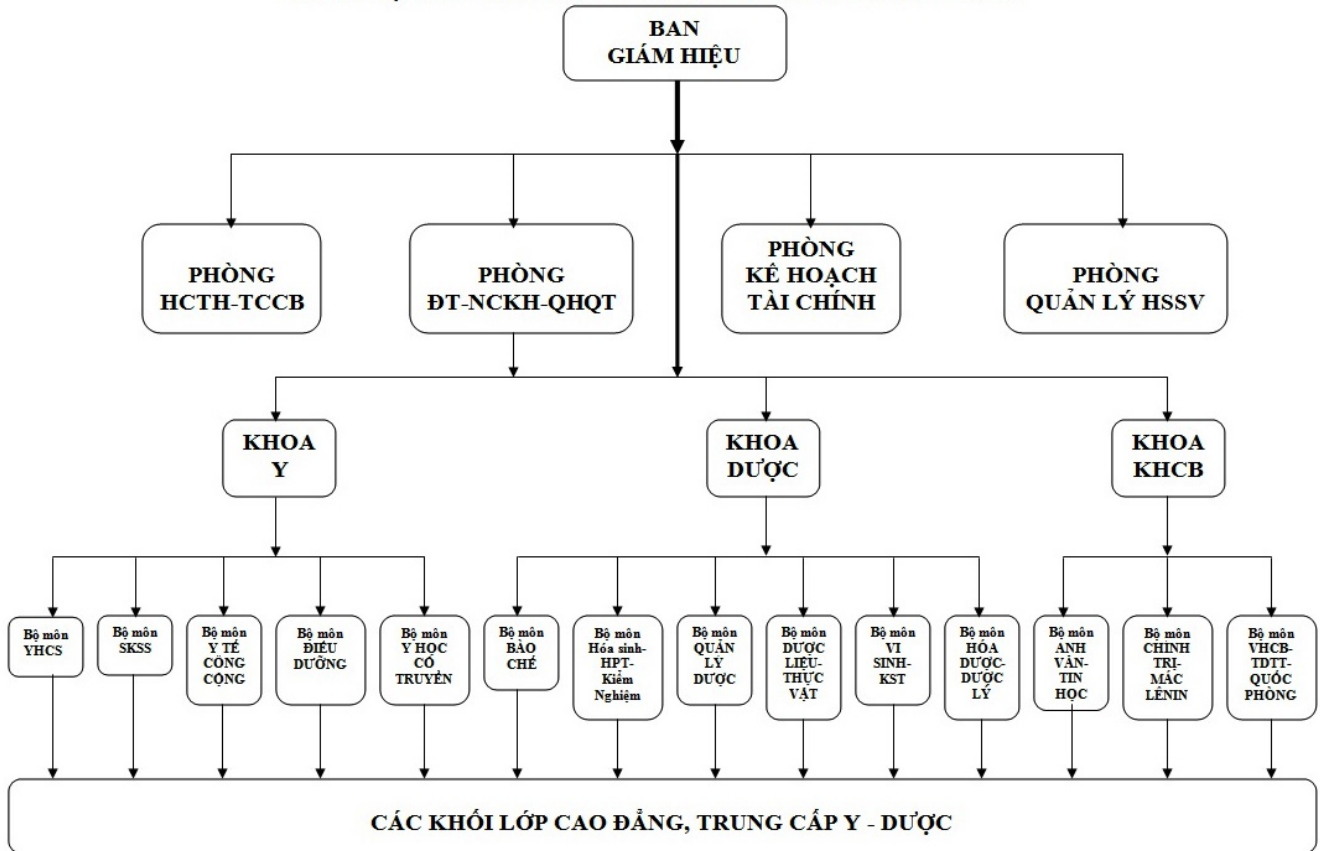 BAN
GIÁM HIỆU
PHÒNG
HCTH-TCCB
PHÒNG
ĐT-NCKH-QHQT
PHÒNG
KẾ HOẠCH
TÀI CHÍNH
PHÒNG
QUẢN LÝ HSSV
KHOA
Y
KHOA
DƯỢC
KHOA
KHCB
Bộ môn
YHCS
Bộ môn
SKSS
Bộ môn
Y TẾ
CÔNG
CỘNG
Bộ môn
ĐIỀU
DƯỠNG
Bộ môn
Y HỌC
CỔ
TRUYỀN
Bộ môn
BÀO
CHẾ
Bộ môn
Hóa sinh-
HPT-
Kiểm
Nghiệm
Bộ môn
QUẢN
LÝ
DƯỢC
Bộ môn
DƯỢC
LIỆU-
THỰC
VẬT
Bộ môn
VI
SINH-
KST
Bộ môn
HÓA
DƯỢC-
DƯỢC
LÝ
Bộ môn
ANH
VĂN-
TIN
HỌC
Bộ môn
CHÍNH
TRỊ-
MÁC
LÊNIN
Bộ môn
VHCB-
TDTT-
QUỐC
PHÒNG
CÁC KHỐI LỚP CAO ĐẲNG, TRUNG CẤP Y - DƯỢC